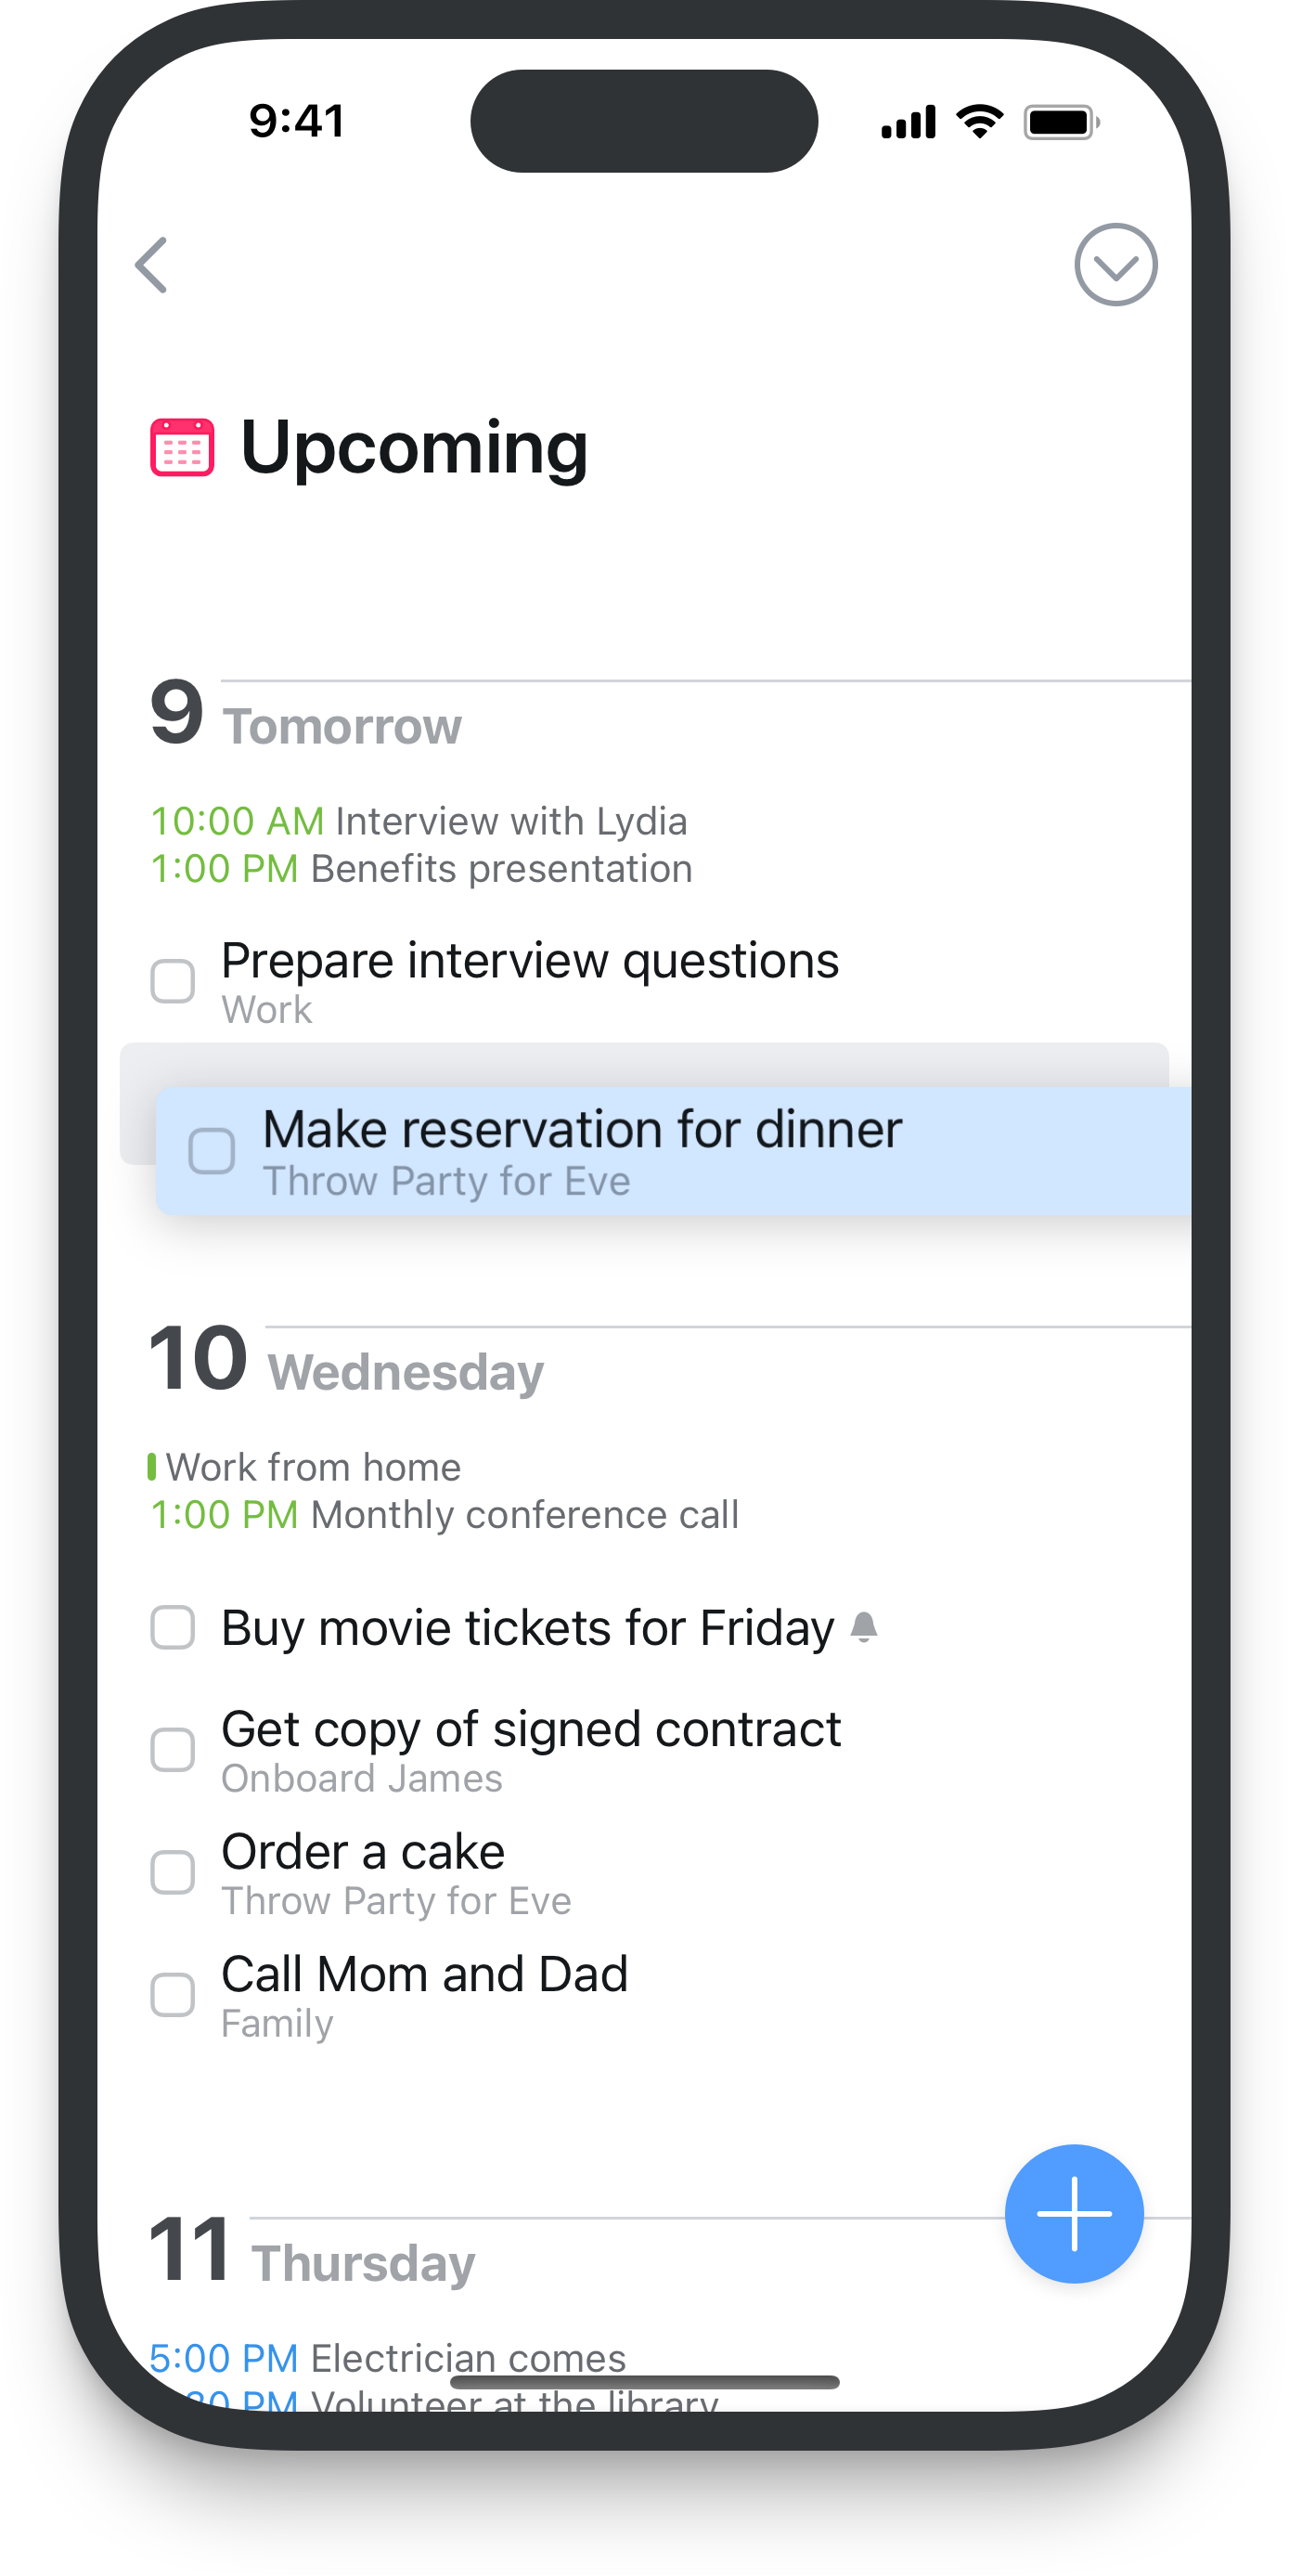 9:41
Upcoming
9 Tomorrow
10:00 AM Interview with Lydia
1:00 PM Benefits presentation
Prepare interview questions
Work
Make reservation for dinner
Throw Party for Eve
10 Wednesday
Work from home
1:00 PM Monthly conference call
Buy movie tickets for Friday
Get copy of signed contract
Onboard James
Order a cake
Throw Party for Eve
Call Mom and Dad
Family
11 Thursday
5:00 PM Electrician comes
PM Volunteer at the library